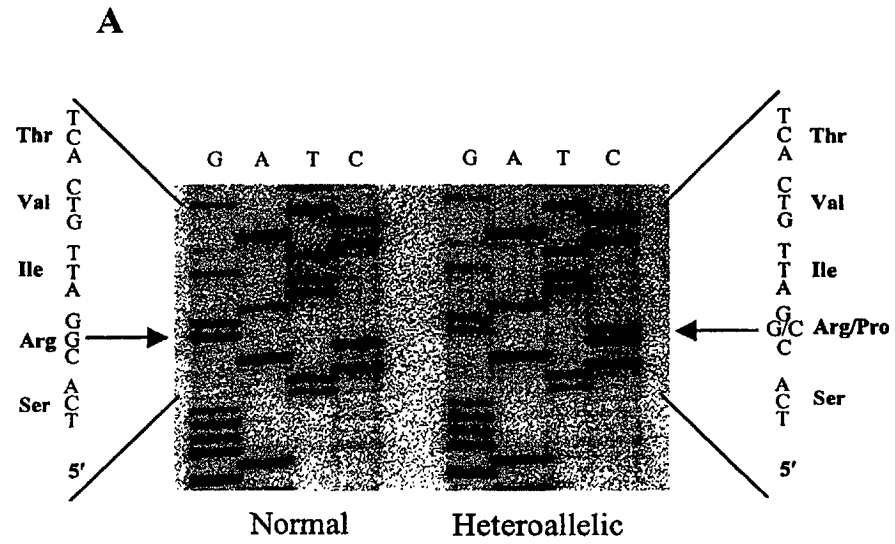 A
T
Thr C
A
C
Val T
G
T
Ile T
A
G
Arg G
C
A
Ser C
T
5'
G A T C
Normal
G A T C
Heteroallelic
T
C Thr
A
C
T Val
G
T
T Ile
A
G
G/C Arg/Pro
C
A
C Ser
T
5'